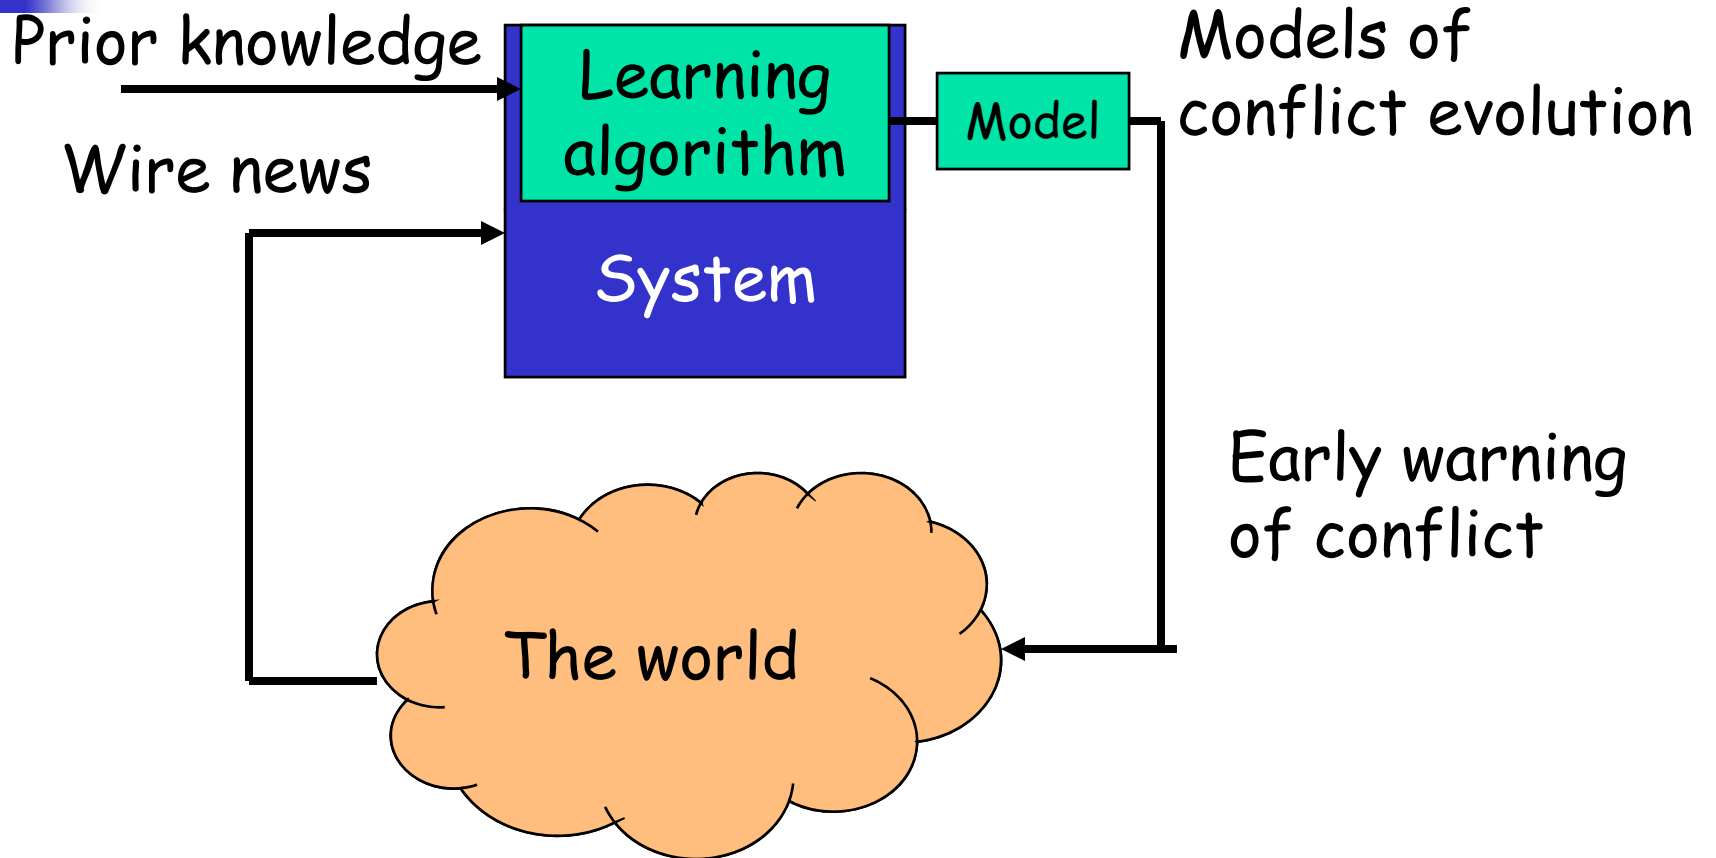 Prior knowledge
Wire news
Learning
algorithm
System
Model
Models of
conflict evolution
Early warning
of conflict
The world